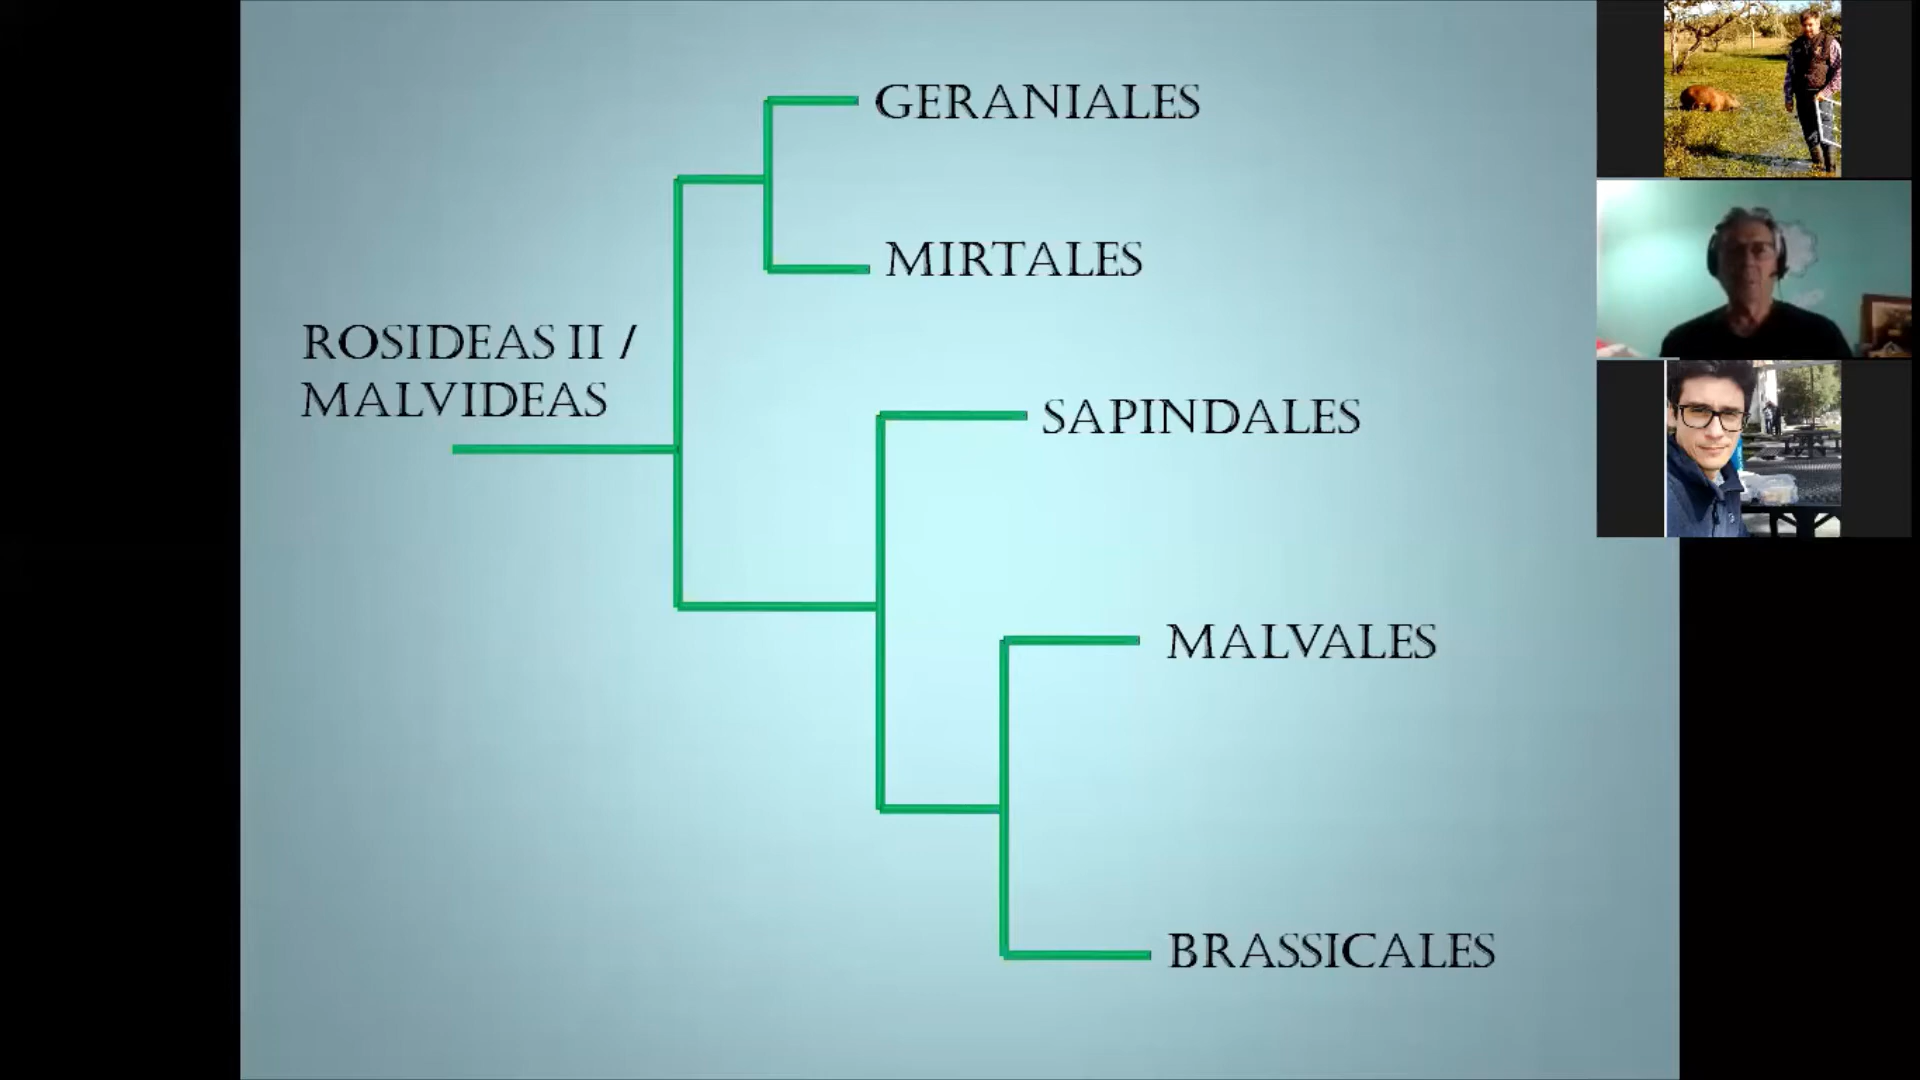 GERANIALES
MIRTALES
ROSIDEAS II /
MALVIDEAS
SAPINDALES
MALVALES
BRASSICALES